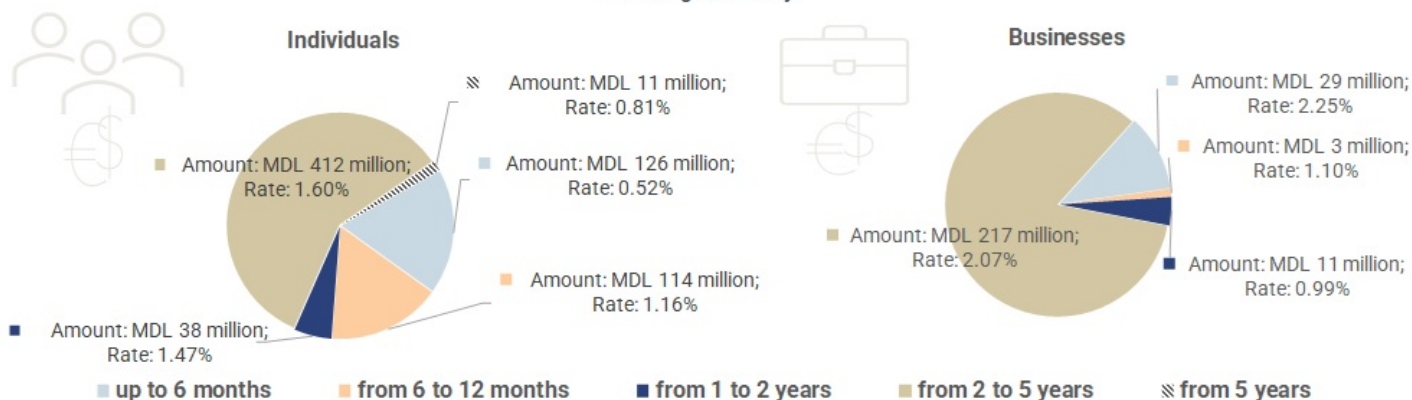 Individuals
Amount: MDL 11 million;
Rate: 0.81%
Amount: MDL 412 million;
Rate: 1.60%
Amount: MDL 126 million;
Rate: 0.52%
Amount: MDL 114 million;
Rate: 1.16%
Amount: MDL 38 million;
Rate: 1.47%
Businesses
Amount: MDL 29 million;
Rate: 2.25%
Amount: MDL 3 million;
Rate: 1.10%
Amount: MDL 217 million;
Rate: 2.07%
Amount: MDL 11 million;
Rate: 0.99%
up to 6 months from 6 to 12 months from 1 to 2 years from 2 to 5 years from 5 years